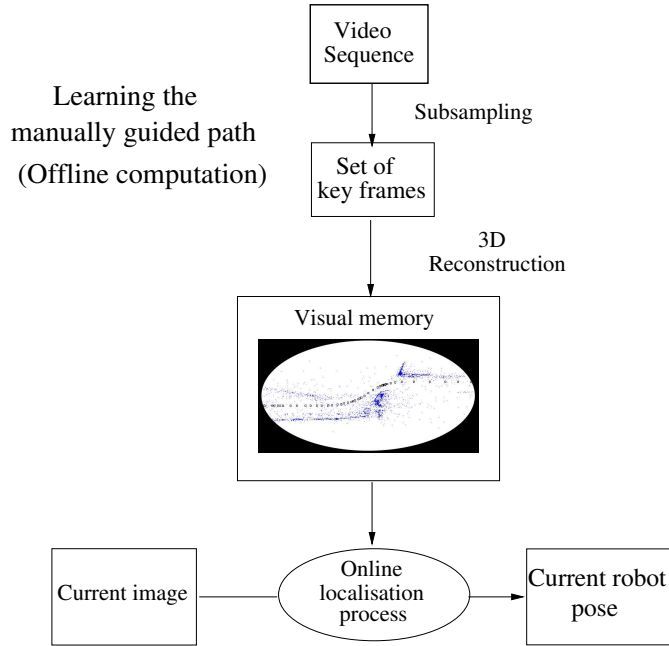 Video
Sequence
Learning the
manually guided path
(Offline computation)
Subsampling
Set of
key frames
3D
Reconstruction
Visual memory
Current image
Online
localisation
process
Current robot
pose